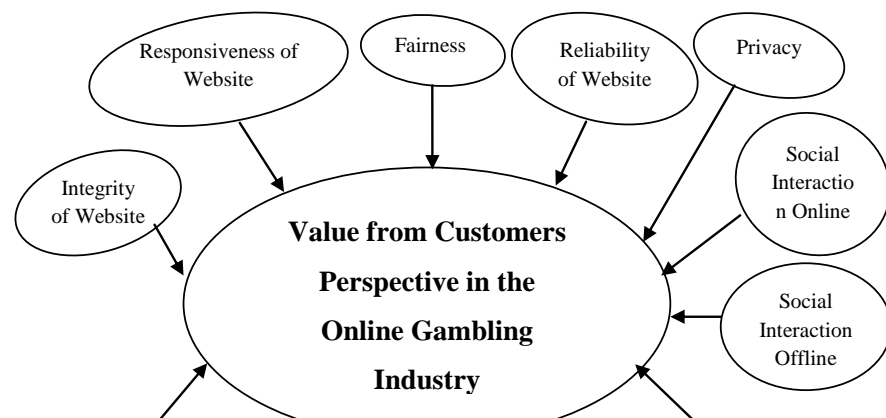 Responsiveness of
Website
Fairness
Reliability
of Website
Privacy
Integrity
of Website
Social
Interactio
n Online
Value from Customers
Perspective in the
Online Gambling
Industry
Social
Interaction
Offline